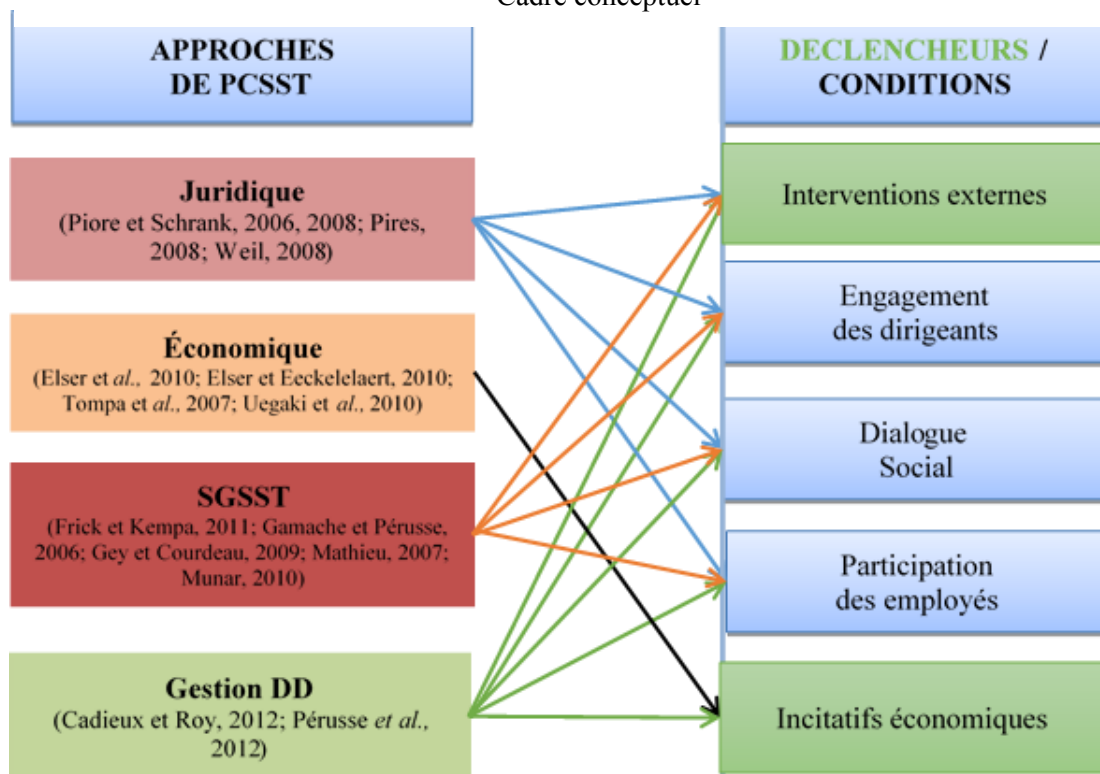 Cadre conceptuel
APPROCHES
DE PCSST
DECLENCHEURS /
CONDITIONS
Juridique
(Piore et Schrank, 2006, 2008; Pires,
2008; Weil, 2008)
Économique
(Elser et al., 2010; Elser et Eeckelelaert, 2010;
Tompa et al., 2007; Uegaki et al., 2010)
SGSST
(Frick et Kempa, 2011; Gamache et Pérusse,
2006; Gey et Courdeau, 2009; Mathieu, 2007;
Munar, 2010)
Gestion DD
(Cadieux et Roy, 2012; Pérusse et al.,
2012)
Interventions externes
Engagement
des dirigeants
Dialogue
Social
Participation
des employés
Incitatifs économiques